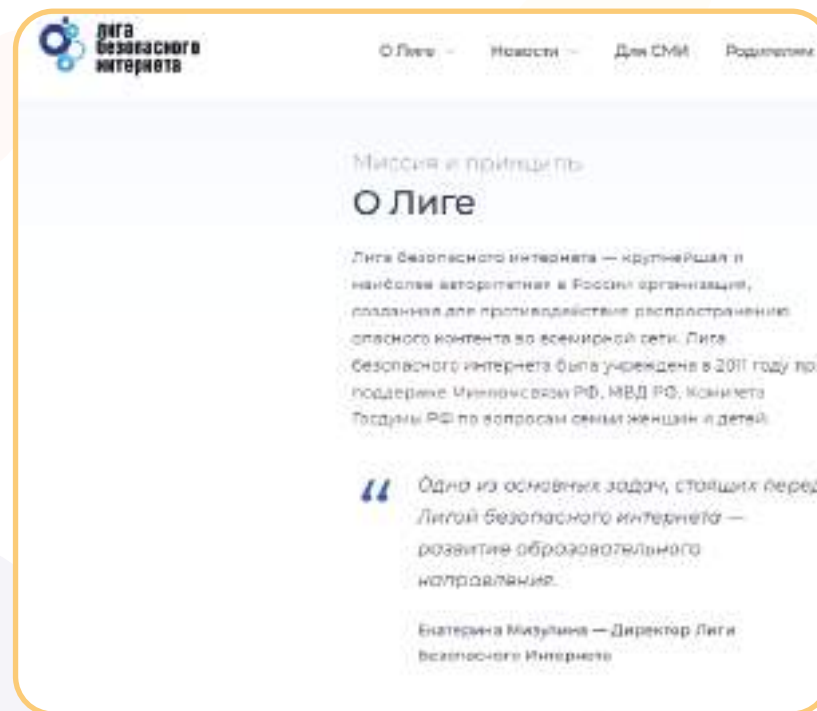 лига
безопасного
интернета
О Лиге
Новости
Для СМИ
Родителям
Миссия и принципы
О Лиге
Лига безопасного интернета — крупнейшая и
наиболее авторитетная в России организация,
созданная для противодействия распространению
опасного контента во всемирной сети. Лига
безопасного интернета была учреждена в 2011 году пр
поддержке Минкомсвязи РФ, МВД РФ, Комитета
Госдумы РФ по вопросам семьи женщин и детей.
“ Одна из основных задач, стоящих перед
Лигой безопасного интернета —
развитие образовательного
направления.
Екатерина Мизулина — Директор Лиги
Безопасного Интернета